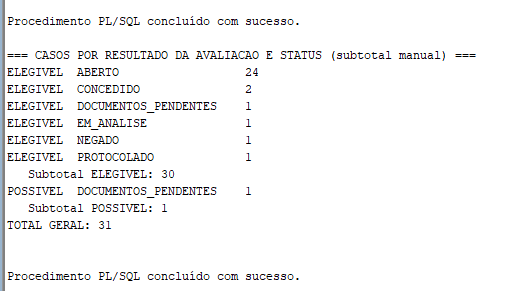 Procedimento PL/SQL concluído com sucesso.
=== CASOS POR RESULTADO DA AVALIACAO E STATUS (subtotal manual) ===
ELEGIVEL  ABERTO                  24
ELEGIVEL  CONCEDIDO               2
ELEGIVEL  DOCUMENTOS_PENDENTES    1
ELEGIVEL  EM_ANALISE              1
ELEGIVEL  NEGADO                  1
ELEGIVEL  PROTOCOLADO             1
   Subtotal ELEGIVEL: 30
POSSIVEL  DOCUMENTOS_PENDENTES    1
   Subtotal POSSIVEL: 1
TOTAL GERAL: 31
Procedimento PL/SQL concluído com sucesso.